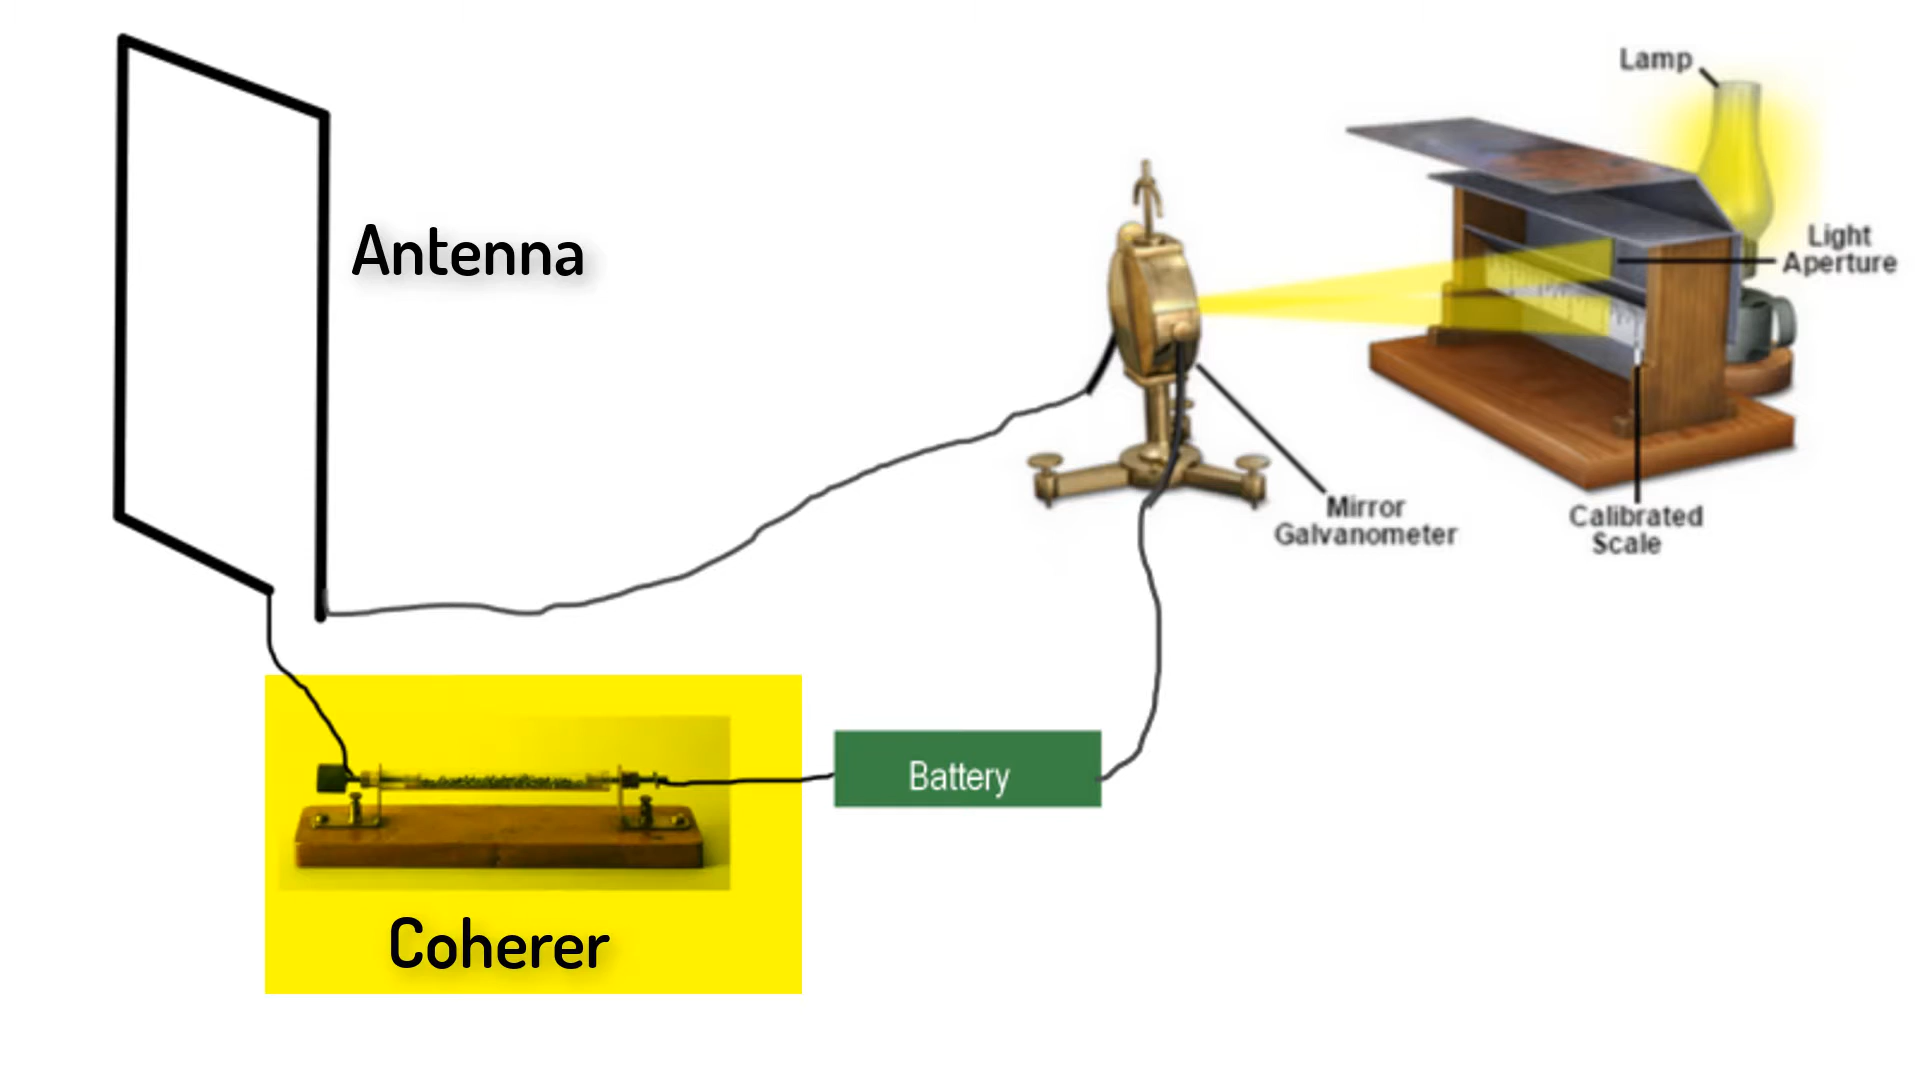 Lamp
Antenna
Light
Aperture
Mirror
Galvanometer
Calibrated
Scale
Battery
Coherer